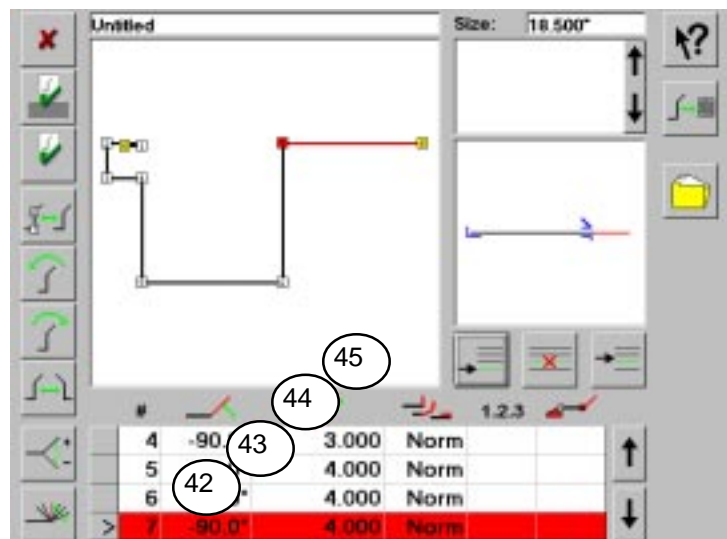 Untitled
Size: 18.500"
?
45
44
# 1.2.3
43
4 -90. 3.000 Norm
5 4.000 Norm
42
6 ° 4.000 Norm
> 7 -90.0° 4.000 Norm